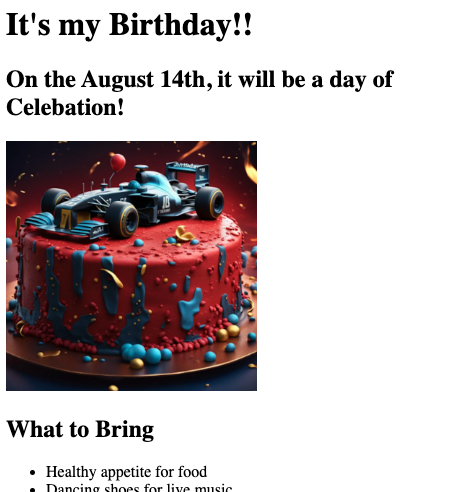 It's my Birthday!!
On the August 14th, it will be a day of
Celebation!
What to Bring
Healthy appetite for food
Dancing shoes for live music